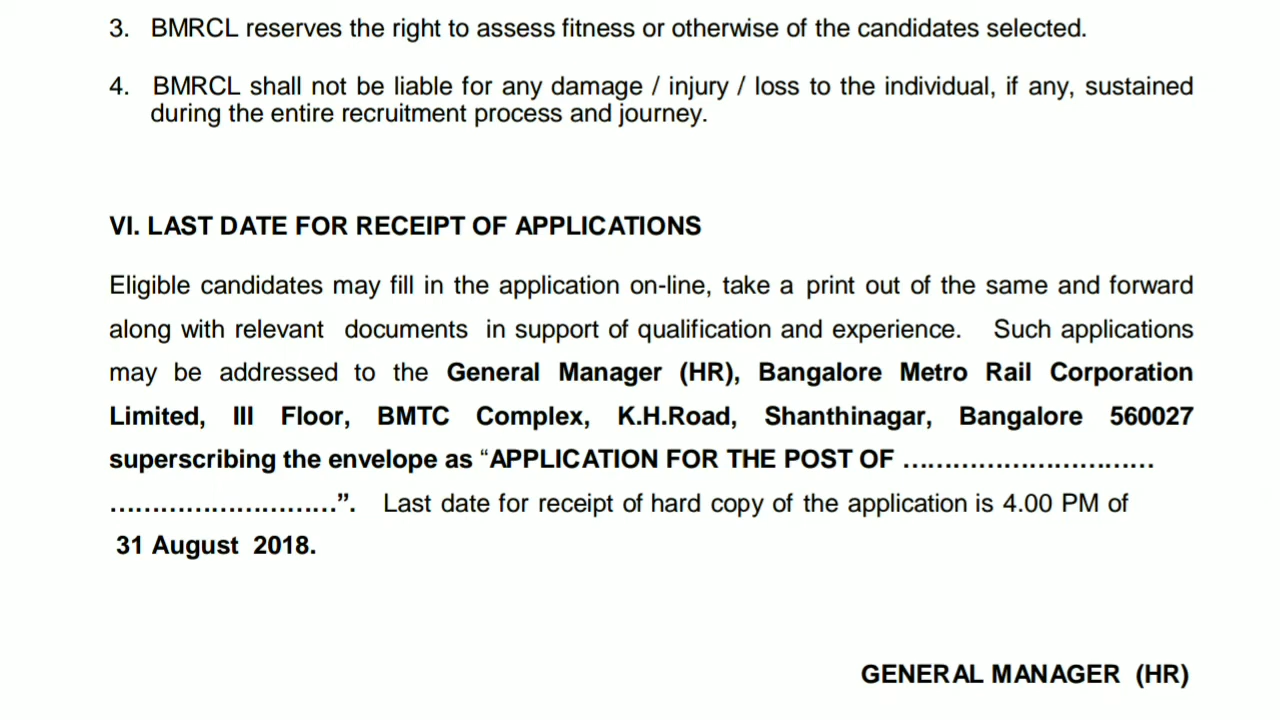 3. BMRCL reserves the right to assess fitness or otherwise of the candidates selected.
4. BMRCL shall not be liable for any damage / injury / loss to the individual, if any, sustained
during the entire recruitment process and journey.
VI. LAST DATE FOR RECEIPT OF APPLICATIONS
Eligible candidates may fill in the application on-line, take a print out of the same and forward
along with relevant documents in support of qualification and experience. Such applications
may be addressed to the General Manager (HR), Bangalore Metro Rail Corporation
Limited, III Floor, BMTC Complex, K.H.Road, Shanthinagar, Bangalore 560027
superscribing the envelope as “APPLICATION FOR THE POST OF …………………………
………………………”. Last date for receipt of hard copy of the application is 4.00 PM of
31 August 2018.
GENERAL MANAGER (HR)